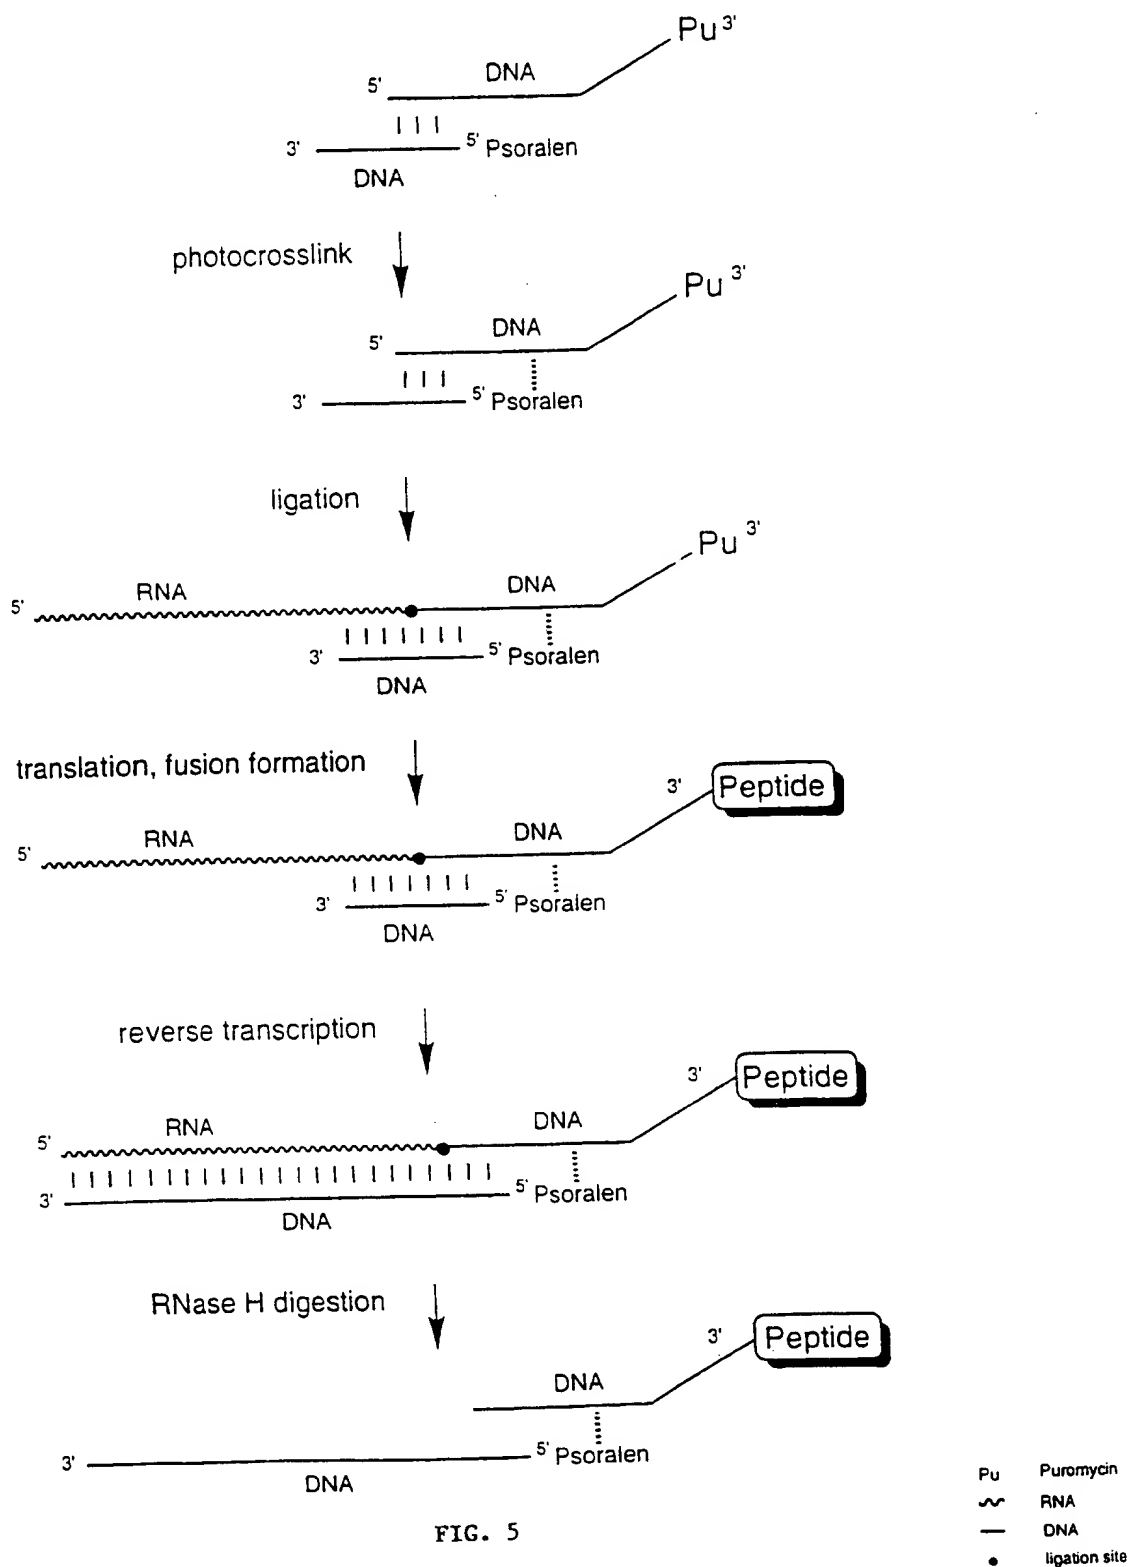 Pu 3'
DNA
5'
3' 5' Psoralen
DNA
photocrosslink
Pu 3'
DNA
5'
3' 5' Psoralen
ligation
Pu 3'
RNA DNA
5'
3' 5' Psoralen
DNA
translation, fusion formation
3' Peptide
RNA DNA
5'
3' 5' Psoralen
DNA
reverse transcription
3' Peptide
RNA DNA
5'
3' 5' Psoralen
DNA
RNase H digestion
3' Peptide
DNA
3' 5' Psoralen
DNA
Pu Puromycin
RNA
DNA
ligation site
FIG. 5